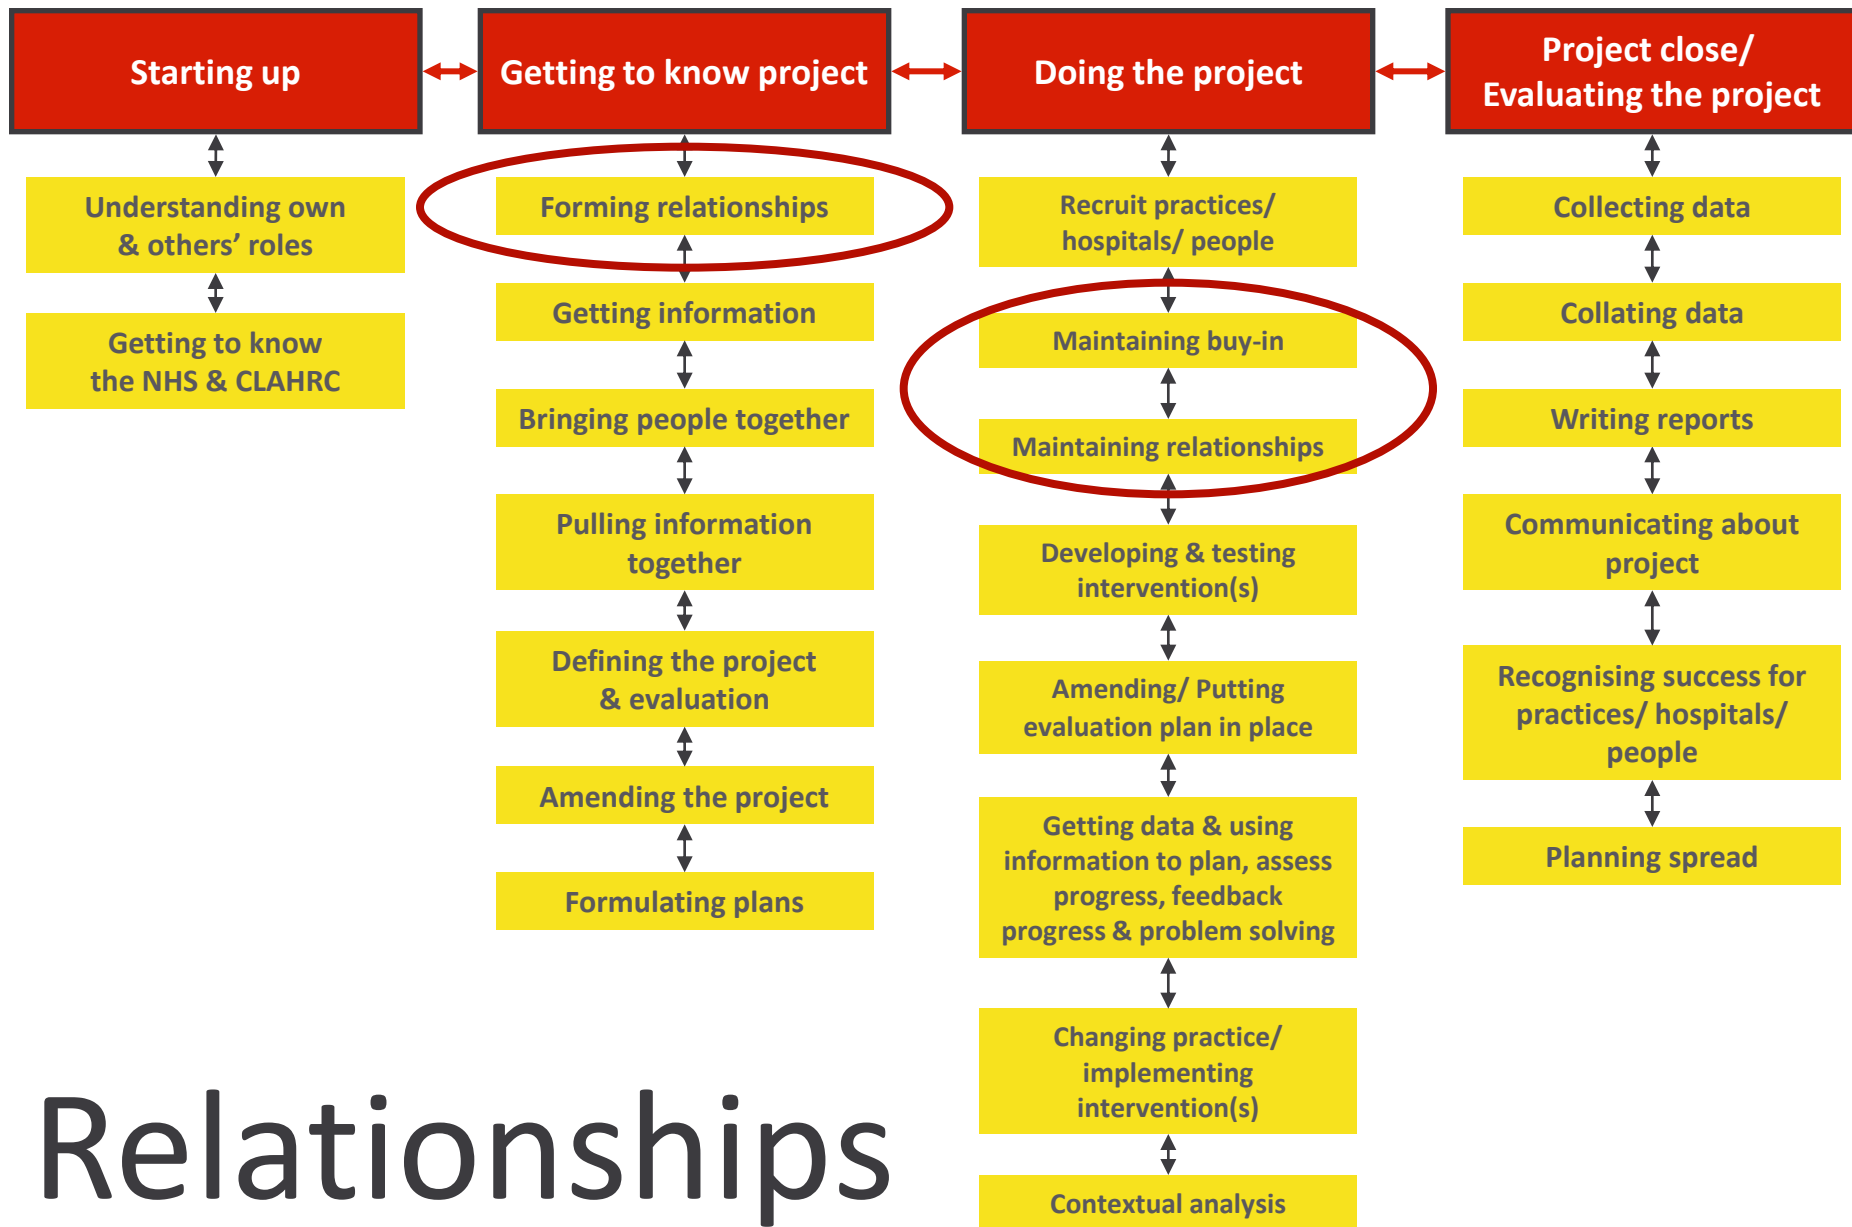 Starting up
Getting to know project
Doing the project
Project close/
Evaluating the project
Understanding own
& others’ roles
Getting to know
the NHS & CLAHRC
Forming relationships
Getting information
Bringing people together
Pulling information
together
Defining the project
& evaluation
Amending the project
Formulating plans
Recruit practices/
hospitals/ people
Maintaining buy-in
Maintaining relationships
Developing & testing
intervention(s)
Amending/ Putting
evaluation plan in place
Getting data & using
information to plan, assess
progress, feedback
progress & problem solving
Changing practice/
implementing
intervention(s)
Contextual analysis
Collecting data
Collating data
Writing reports
Communicating about
project
Recognising success for
practices/ hospitals/
people
Planning spread
Relationships